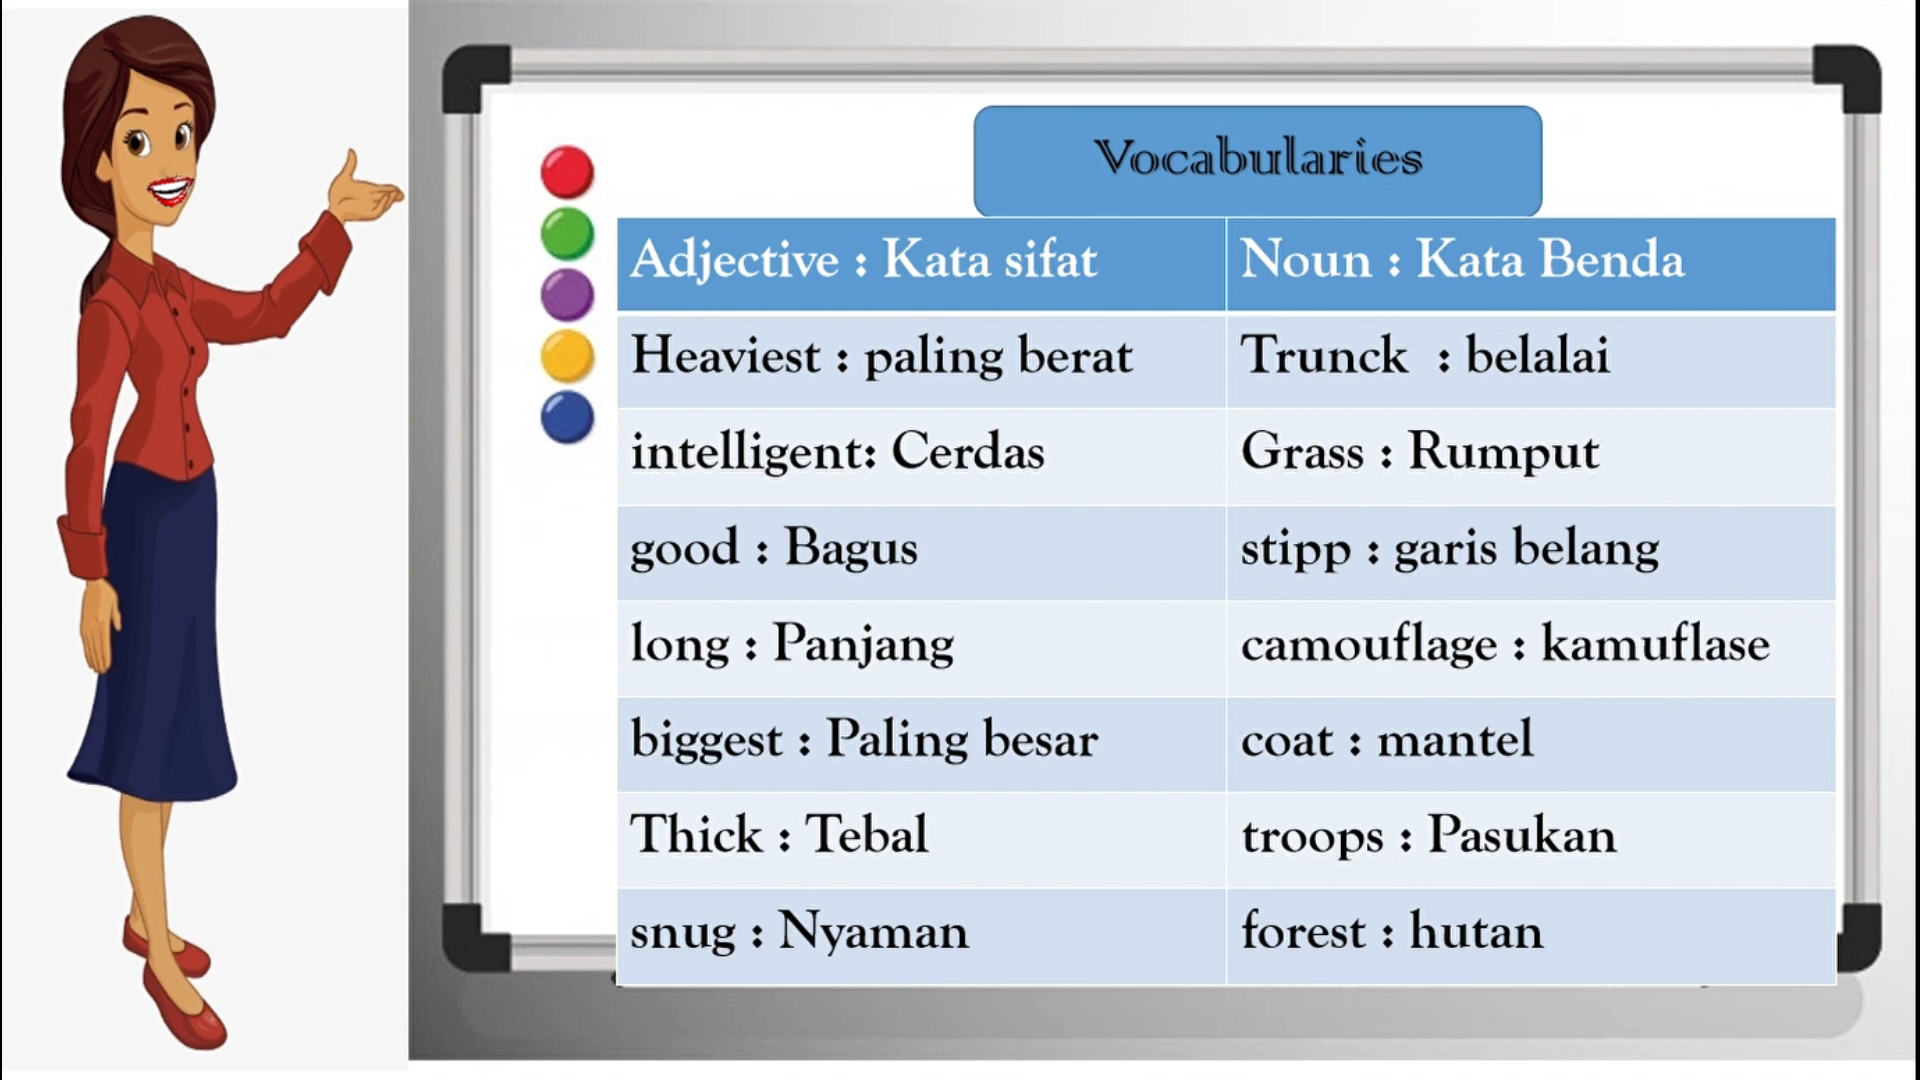 Vocabularies
Adjective : Kata sifat
Noun : Kata Benda
Heaviest : paling berat
Trunck : belalai
intelligent: Cerdas
Grass : Rumput
good : Bagus
stipp : garis belang
long : Panjang
camouflage : kamuflase
biggest : Paling besar
coat : mantel
Thick : Tebal
troops : Pasukan
snug : Nyaman
forest : hutan